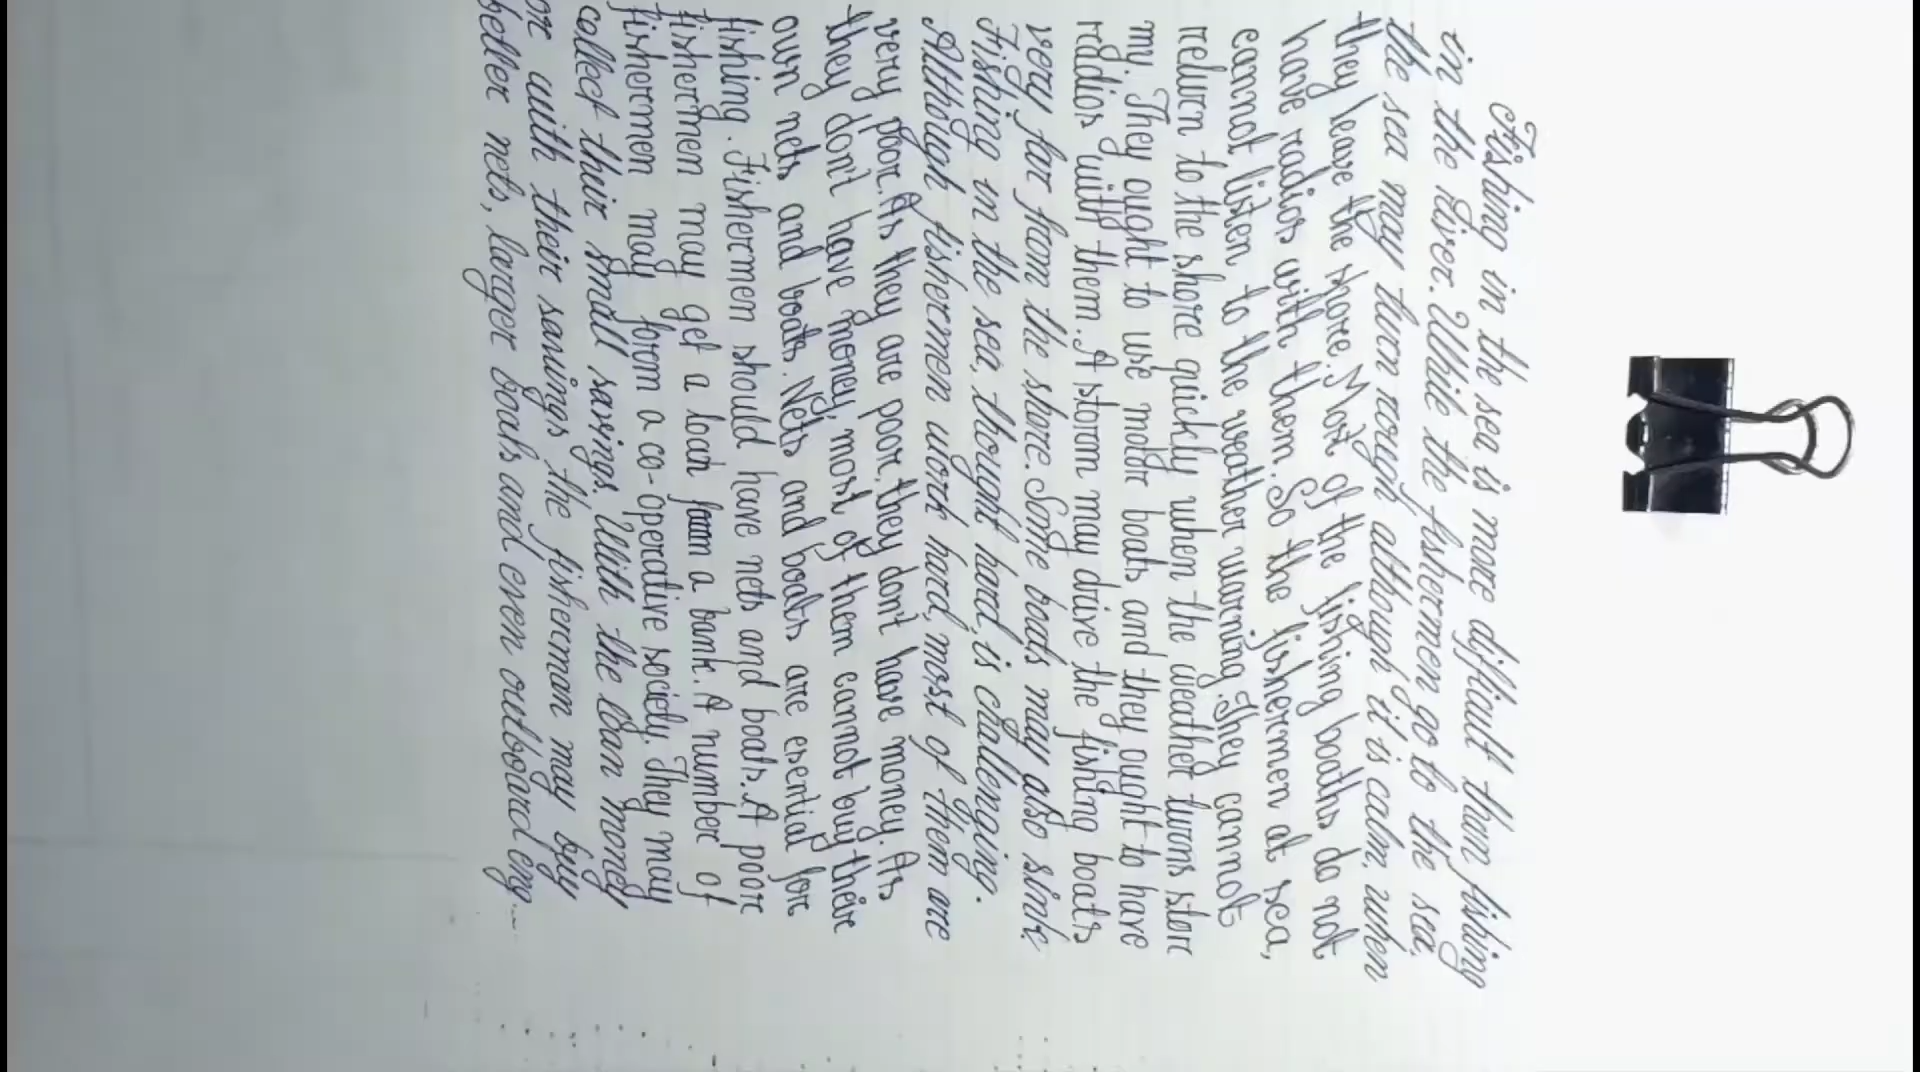 Fishing in the sea is more difficult than fishing
in the river. While the fishermen go to the sea,
the sea may turn rough although it is calm, when
they leave the shore. Most of the fishing boaths do not
have radios with them. So the fishermen at sea,
cannot listen to the weather warning. They cannot
return to the shore quickly when the weather turns stor
my. They ought to use motor boats and they ought to have
radios with them. A storm may drive the fishing boats
very far from the shore. Some boats may also sink.
Fishing in the sea, thought hard, is challenging.
Although fishermen work hard, most of them are
very poor. As they are poor, they don't have money. As
they don't have money, most of them cannot buy their
own nets and boats. Nets and boats are esential for
fishing. Fishermen should have nets and boats. A poor
fishermen may get a loan from a bank. A number of
fishermen may form a co-operative society. They may
collect their small savings. With the loan money
or with their savings the fisherman may buy
better nets, larger boats and even outboard eng...